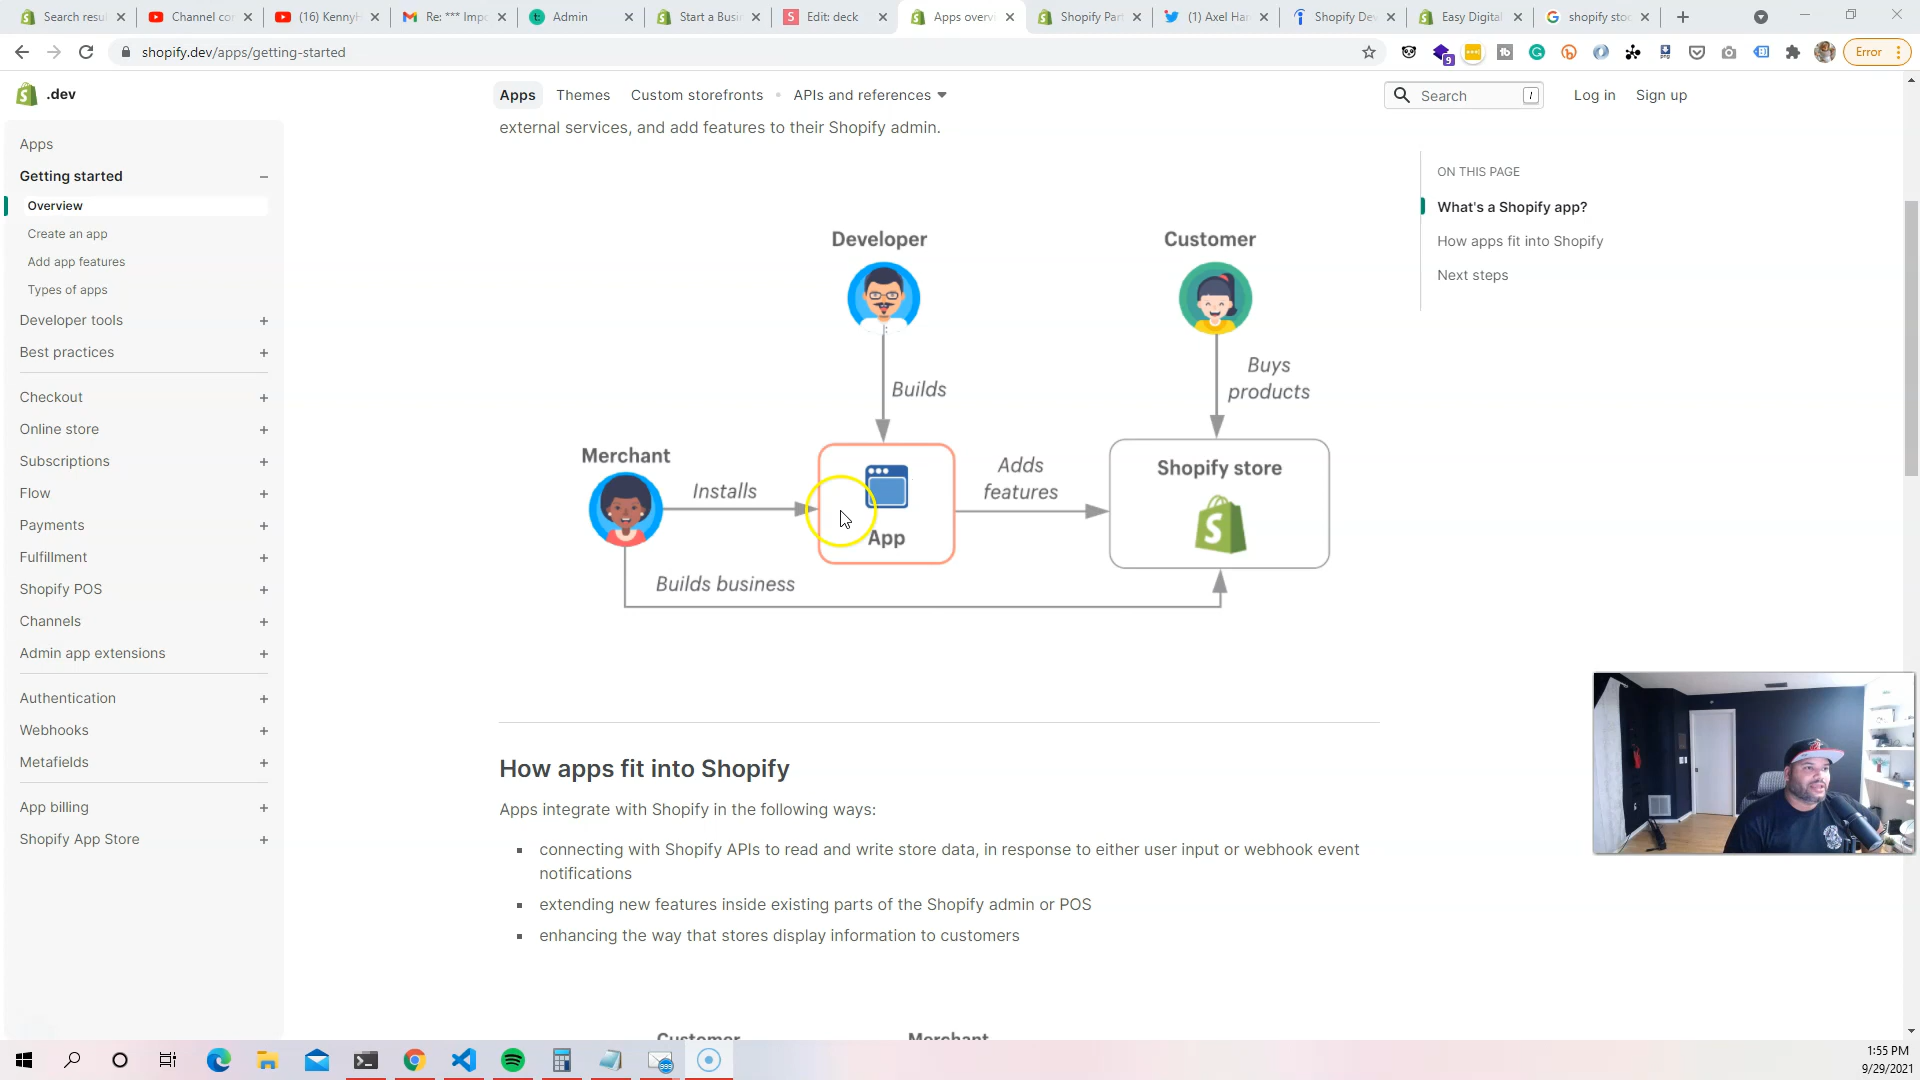 Search resu
Channel co
(16) KennyH
Re: *** Imp
Admin
Start a Busi
Edit: deck
Apps overv
Shopify Par
(1) Axel Har
Shopify Dev
Easy Digital
shopify stoc
shopify.dev/apps/getting-started
9
Error
.dev
Apps
Themes
Custom storefronts
APIs and references
Search
/
Log in
Sign up
Apps
Getting started
Overview
Create an app
Add app features
Types of apps
Developer tools
Best practices
Checkout
Online store
Subscriptions
Flow
Payments
Fulfillment
Shopify POS
Channels
Admin app extensions
Authentication
Webhooks
Metafields
App billing
Shopify App Store
external services, and add features to their Shopify admin.
Developer
Customer
Builds
Buys
products
Merchant
Installs
App
Adds
features
Shopify store
Builds business
How apps fit into Shopify
Apps integrate with Shopify in the following ways:
connecting with Shopify APIs to read and write store data, in response to either user input or webhook event
notifications
extending new features inside existing parts of the Shopify admin or POS
enhancing the way that stores display information to customers
Customer
Merchant
ON THIS PAGE
What's a Shopify app?
How apps fit into Shopify
Next steps
1:55 PM
9/29/2021